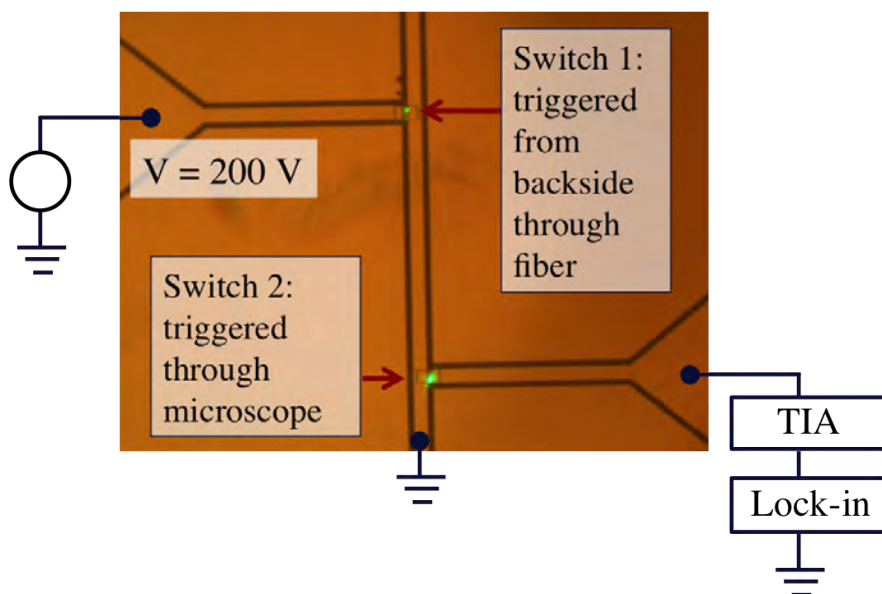 Switch 1:
triggered
from
backside
through
fiber
V = 200 V
Switch 2:
triggered
through
microscope
TIA
Lock-in